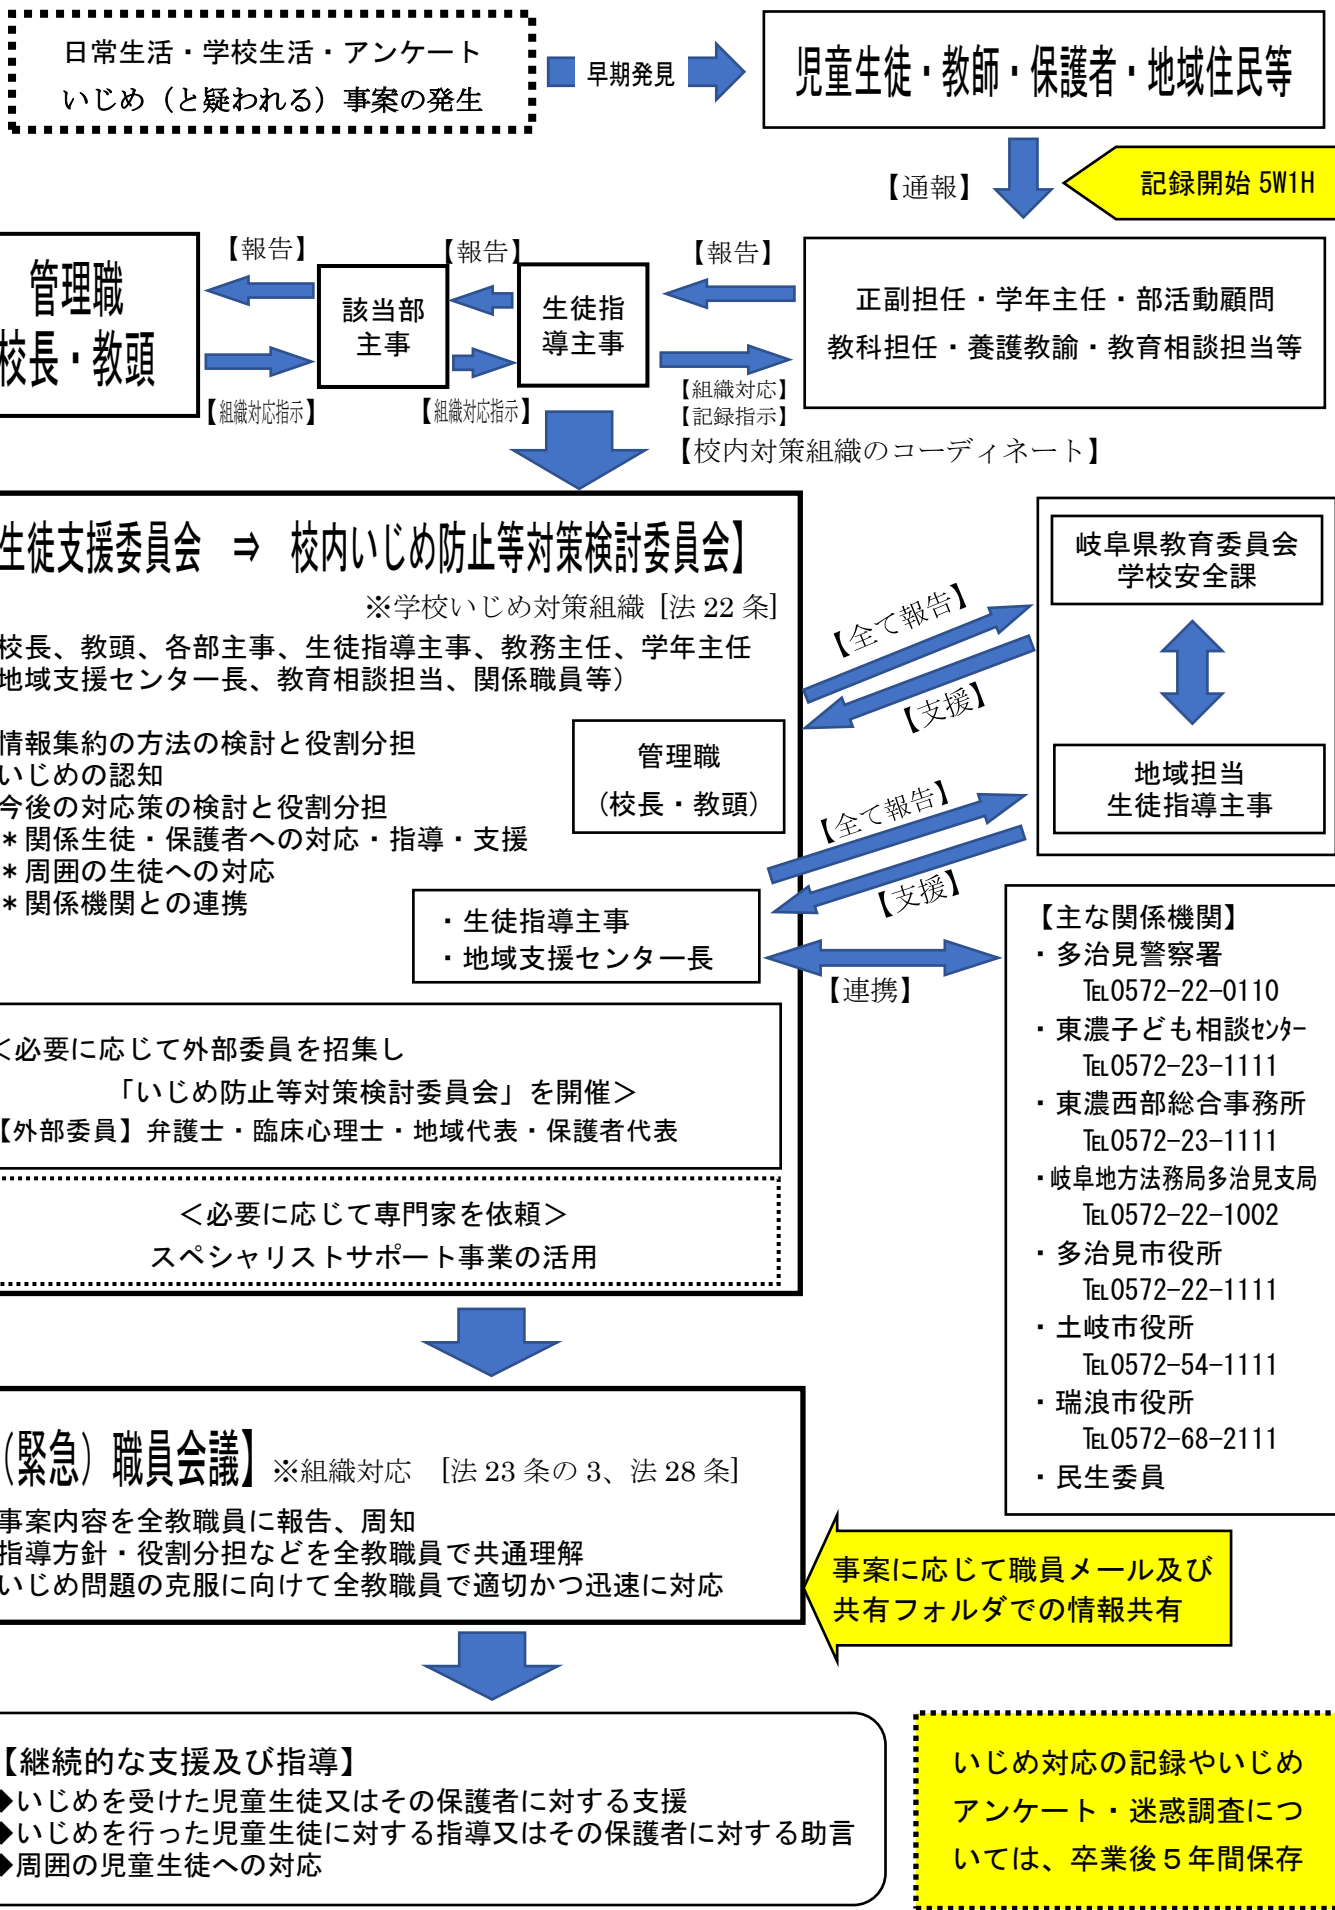 日常生活・学校生活・アンケート
いじめ（と疑われる）事案の発生
早期発見
児童生徒・教師・保護者・地域住民等
【通報】
記録開始 5W1H
管理職
校長・教頭
【報告】
【報告】
【報告】
該当部
主事
生徒指
導主事
正副担任・学年主任・部活動顧問
教科担任・養護教諭・教育相談担当等
【組織対応指示】
【組織対応指示】
【組織対応】
【記録指示】
【校内対策組織のコーディネート】
生徒支援委員会　⇒　校内いじめ防止等対策検討委員会】
※学校いじめ対策組織［法 22 条］
校長、教頭、各部主事、生徒指導主事、教務主任、学年主任
地域支援センター長、教育相談担当、関係職員等）
情報集約の方法の検討と役割分担
いじめの認知
今後の対応策の検討と役割分担
＊関係生徒・保護者への対応・指導・支援
＊周囲の生徒への対応
＊関係機関との連携
管理職
（校長・教頭）
・生徒指導主事
・地域支援センター長
【全て報告】
【支援】
【全て報告】
【支援】
【連携】
岐阜県教育委員会
学校安全課
地域担当
生徒指導主事
＜必要に応じて外部委員を招集し
「いじめ防止等対策検討委員会」を開催＞
【外部委員】弁護士・臨床心理士・地域代表・保護者代表
＜必要に応じて専門家を依頼＞
スペシャリストサポート事業の活用
【主な関係機関】
・多治見警察署
℡0572−22−0110
・東濃子ども相談ｾﾝﾀｰ
℡0572−23−1111
・東濃西部総合事務所
℡0572−23−1111
・岐阜地方法務局多治見支局
℡0572−22−1002
・多治見市役所
℡0572−22−1111
・土岐市役所
℡0572−54−1111
・瑞浪市役所
℡0572−68−2111
・民生委員
（緊急）職員会議】※組織対応　［法 23 条の 3、法 28 条］
事案内容を全教職員に報告、周知
指導方針・役割分担などを全教職員で共通理解
いじめ問題の克服に向けて全教職員で適切かつ迅速に対応
事案に応じて職員メール及び
共有フォルダでの情報共有
【継続的な支援及び指導】
◆いじめを受けた児童生徒又はその保護者に対する支援
◆いじめを行った児童生徒に対する指導又はその保護者に対する助言
◆周囲の児童生徒への対応
いじめ対応の記録やいじめ
アンケート・迷惑調査につ
いては、卒業後５年間保存